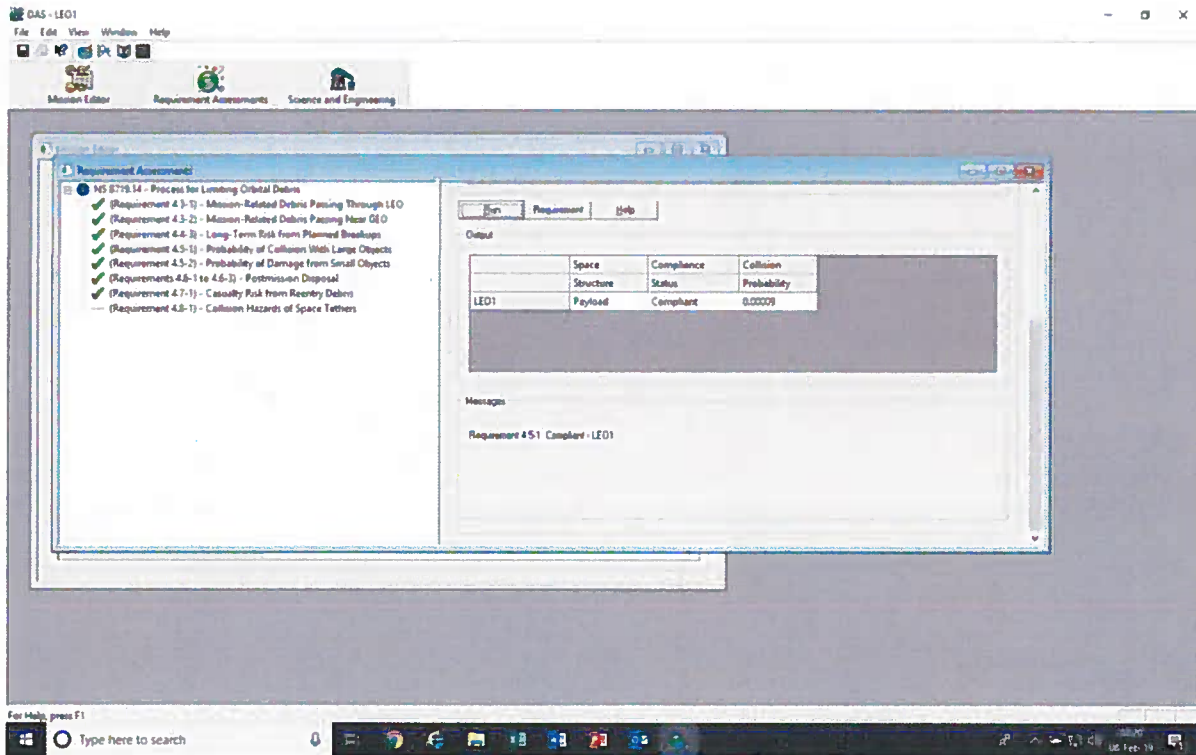 DAS - LEO1
File Edit View Window Help
Mission Editor Requirement Assessments Science and Engineering
Requirement Assessments
NS 8719.14 - Process for Limiting Orbital Debris
(Requirement 4.3-1) - Mission-Related Debris Passing Through LEO
(Requirement 4.3-2) - Mission-Related Debris Passing Near GEO
(Requirement 4.4-3) - Long-Term Risk from Planned Breakups
(Requirement 4.5-1) - Probability of Collision With Large Objects
(Requirement 4.5-2) - Probability of Damage from Small Objects
(Requirements 4.6-1 to 4.6-3) - Postmission Disposal
(Requirement 4.7-1) - Casualty Risk from Reentry Debris
(Requirement 4.8-1) - Collision Hazards of Space Tethers
Run Requirement Help
Output
Space Compliance Collision
Structure Status Probability
LEO1 Payload Compliant 0.00009
Messages
Requirement 4.5-1: Compliant - LEO1
For Help, press F1
Type here to search